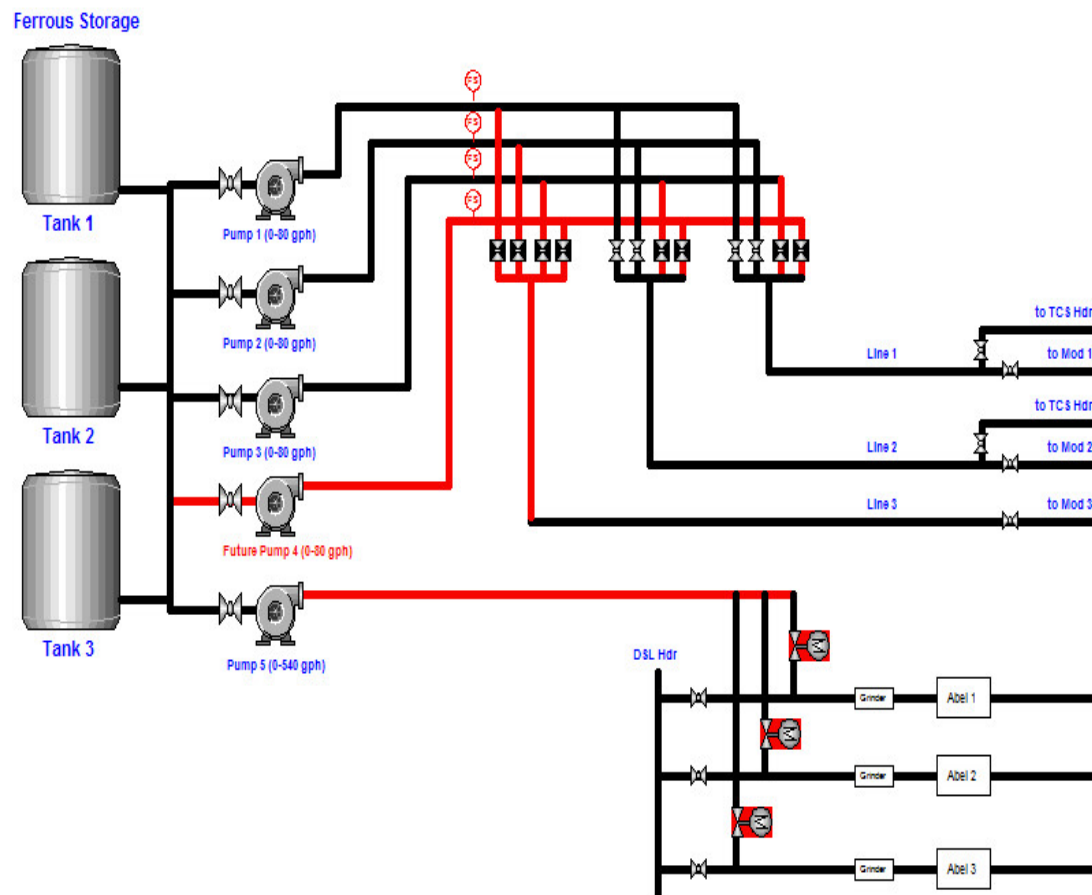 Ferrous Storage
FS
FS
FS
FS
Tank 1
Pump 1 (0-80 gph)
to TCS Hdr
Pump 2 (0-80 gph)
Line 1
to Mod 1
to TCS Hdr
Tank 2
Pump 3 (0-80 gph)
Line 2
to Mod 2
Line 3
to Mod 3
Future Pump 4 (0-80 gph)
Tank 3
Pump 5 (0-540 gph)
M
DSL Hdr
Grinder
Abel 1
M
Grinder
Abel 2
M
Grinder
Abel 3